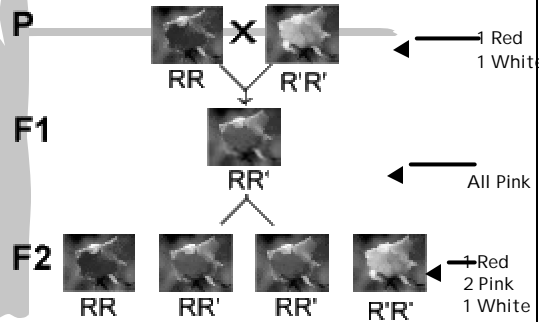 P × 1 Red
RR R'R' 1 White
F1
RR' All Pink
F2 1 Red
2 Pink
RR RR' RR' R'R' 1 White